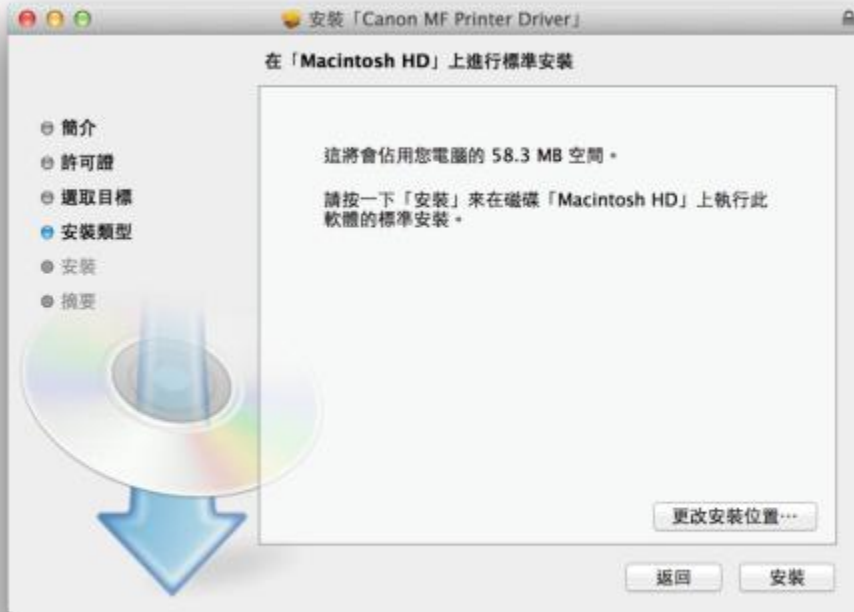 安裝「Canon MF Printer Driver」
在「Macintosh HD」上進行標準安裝
簡介
許可證
選取目標
安裝類型
安裝
摘要
這將會佔用您電腦的 58.3 MB 空間。
請按一下「安裝」來在磁碟「Macintosh HD」上執行此
軟體的標準安裝。
更改安裝位置⋯
返回
安裝